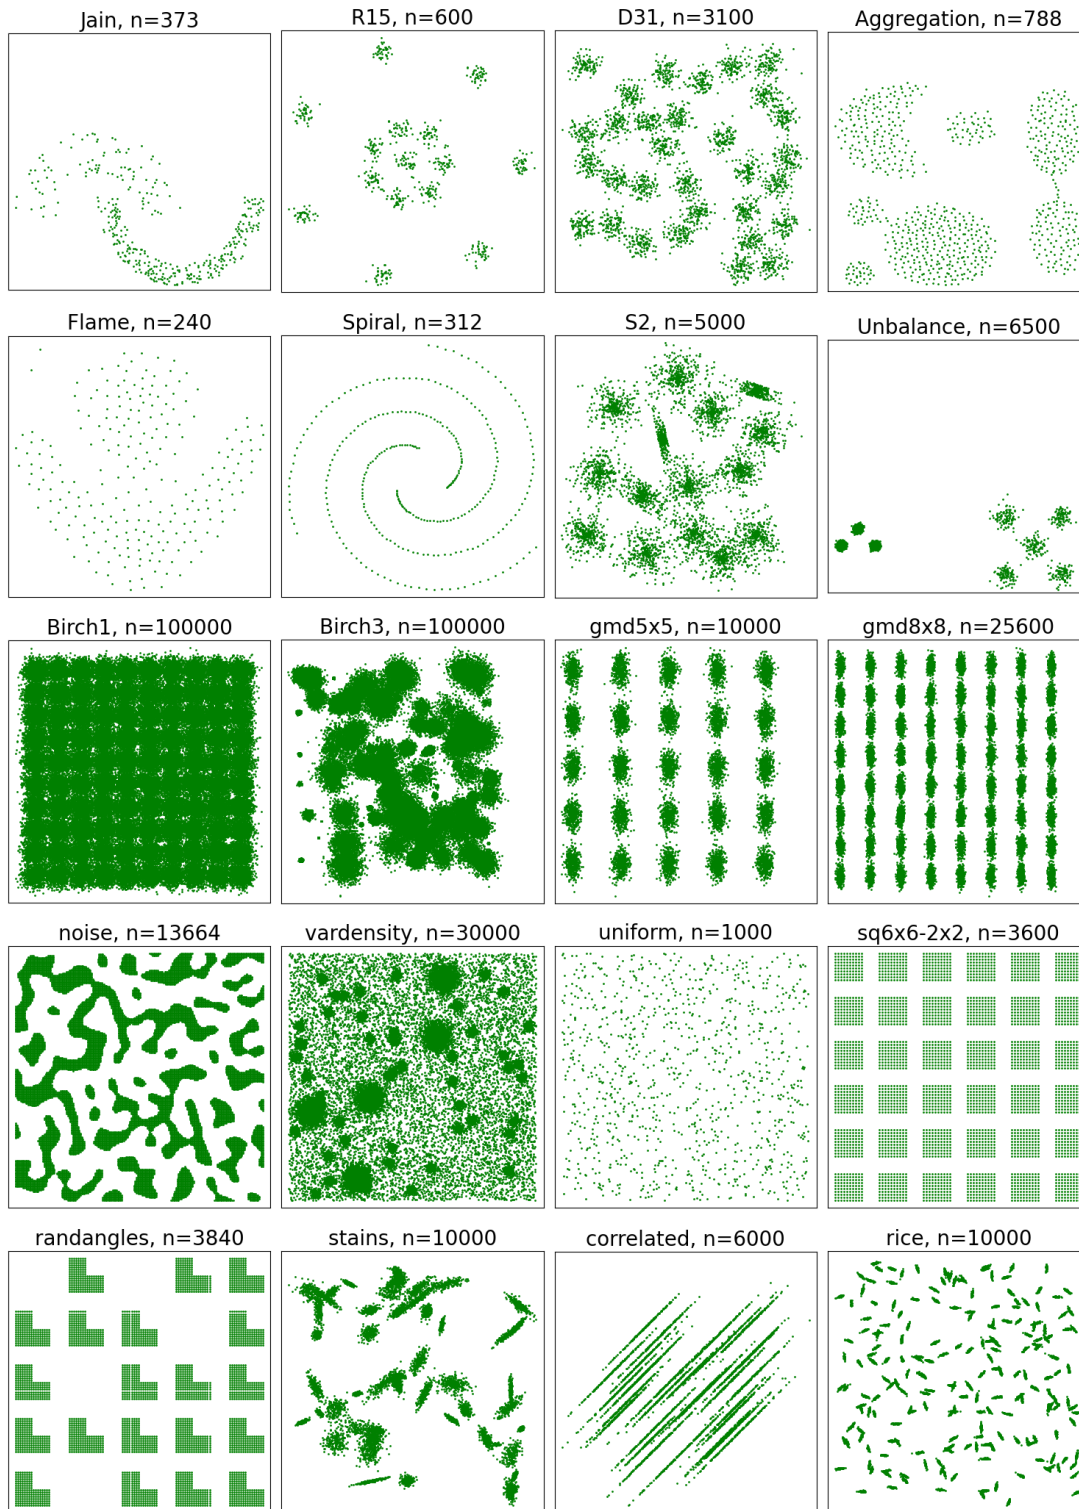 Jain, n=373
R15, n=600
D31, n=3100
Aggregation, n=788
Flame, n=240
Spiral, n=312
S2, n=5000
Unbalance, n=6500
Birch1, n=100000
Birch3, n=100000
gmd5x5, n=10000
gmd8x8, n=25600
noise, n=13664
vardensity, n=30000
uniform, n=1000
sq6x6-2x2, n=3600
randangles, n=3840
stains, n=10000
correlated, n=6000
rice, n=10000